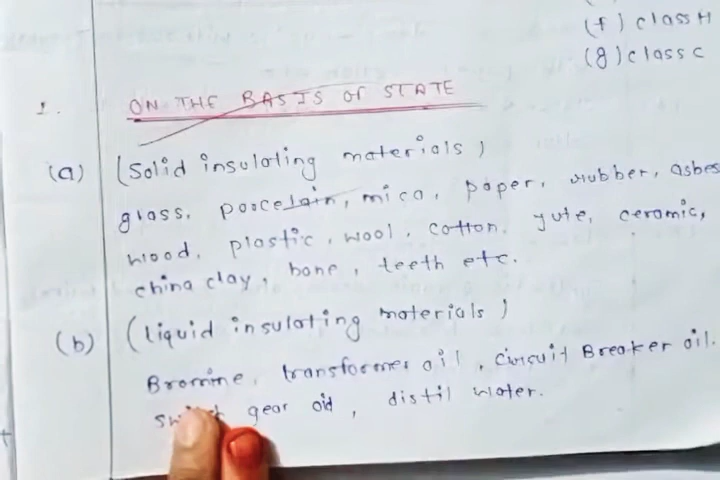 (f) class H
(g) class C
1. ON THE BASIS OF STATE
(a) (Solid insulating materials)
glass, porcelain, mica, paper, rubber, asbes
wood, plastic, wool, cotton, yute, ceramic,
china clay, bone, teeth etc.
(b) (liquid insulating materials)
Bromine, transformer oil, Circuit Breaker oil.
gear oid, distil water.